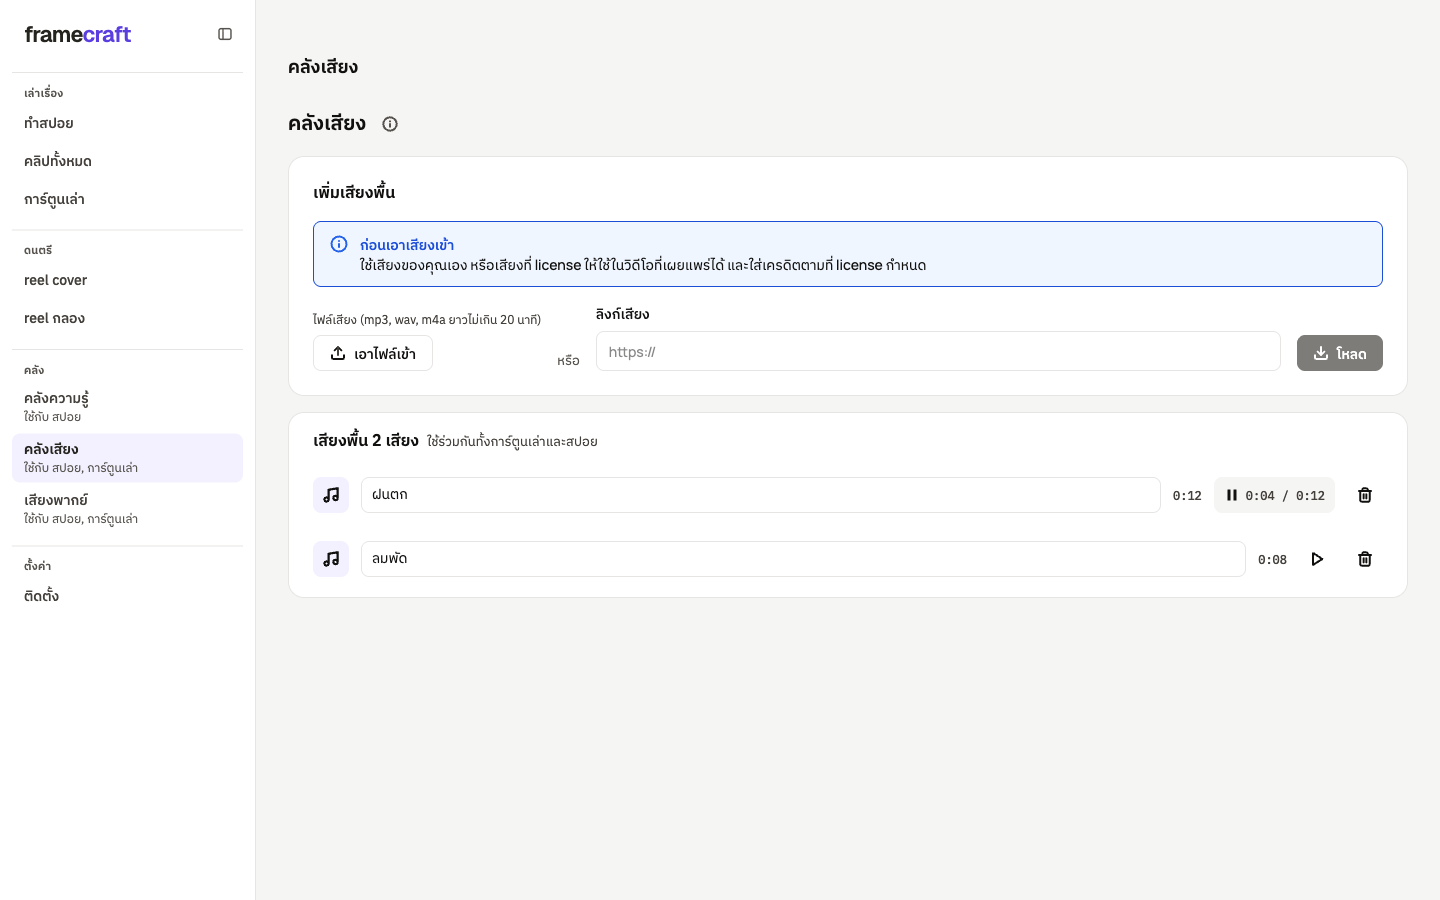 framecraft
เล่าเรื่อง
ทำสปอย
คลิปทั้งหมด
การ์ตูนเล่า
ดนตรี
reel cover
reel กลอง
คลัง
คลังความรู้
ใช้กับ สปอย
คลังเสียง
ใช้กับ สปอย, การ์ตูนเล่า
เสียงพากย์
ใช้กับ สปอย, การ์ตูนเล่า
ตั้งค่า
ติดตั้ง
คลังเสียง
คลังเสียง
เพิ่มเสียงพื้น
ก่อนเอาเสียงเข้า
ใช้เสียงของคุณเอง หรือเสียงที่ license ให้ใช้ในวิดีโอที่เผยแพร่ได้ และใส่เครดิตตามที่ license กำหนด
ไฟล์เสียง (mp3, wav, m4a ยาวไม่เกิน 20 นาที)
เอาไฟล์เข้า
หรือ
ลิงก์เสียง
https://
โหลด
เสียงพื้น 2 เสียง ใช้ร่วมกันทั้งการ์ตูนเล่าและสปอย
ฝนตก 0:12 0:04 / 0:12
ลมพัด 0:08